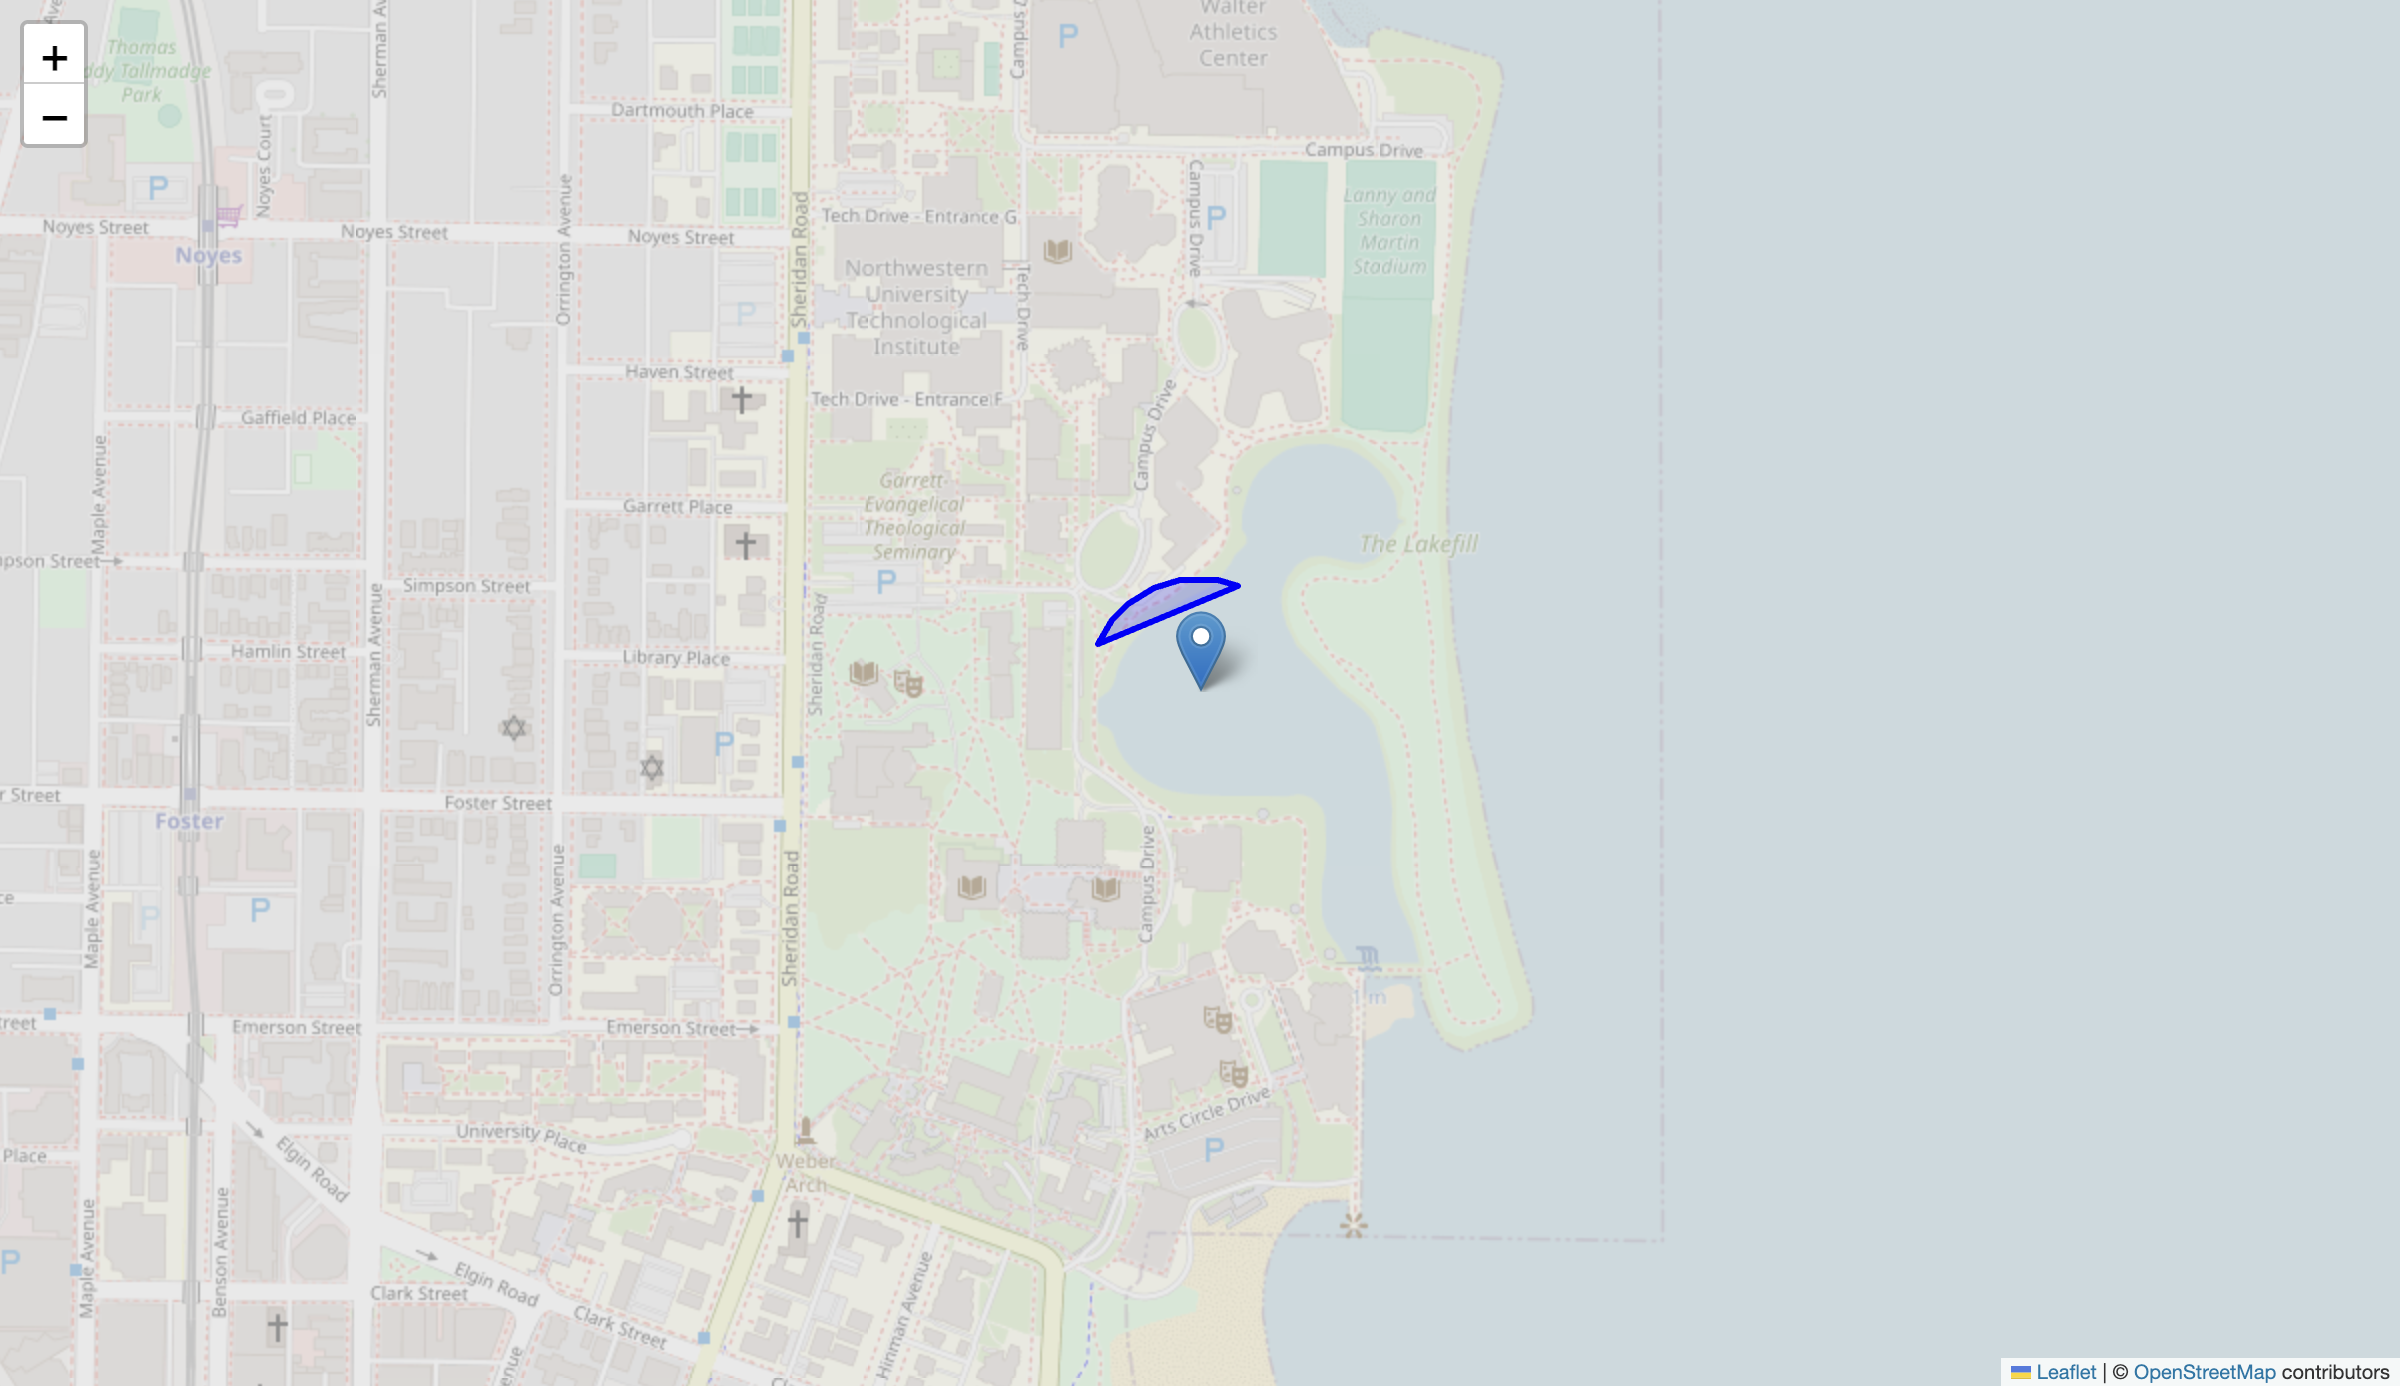 +
−
Thomas
ddy Tallmadge
Park
Noyes Court
Sherman Av
Orrington Avenue
Dartmouth Place
Sheridan Road
Walter
Athletics
Center
P
Campus Drive
Campus Drive
P
Lanny and
Sharon
Martin
Stadium
P
Noyes Street
Noyes Street
Noyes Street
Noyes
Tech Drive - Entrance G
Northwestern
University
Technological
Institute
Tech Drive
P
Haven Street
Tech Drive - Entrance F
Campus Drive
Gaffield Place
Maple Avenue
Garrett Place
Garrett-
Evangelical
Theological
Seminary
P
The Lakefill
pson Street
Simpson Street
Sherman Avenue
Sheridan Road
Hamlin Street
Library Place
P
r Street
Foster Street
Foster
Maple Avenue
Orrington Avenue
Sheridan Road
Campus Drive
P
P
ce
1 m
treet
Emerson Street
Emerson Street
University Place
Elgin Road
Weber
Arch
Arts Circle Drive
P
Place
P
Maple Avenue
Benson Avenue
Elgin Road
Clark Street
Clark Street
Hinman Avenue
enue
Leaflet | © OpenStreetMap contributors